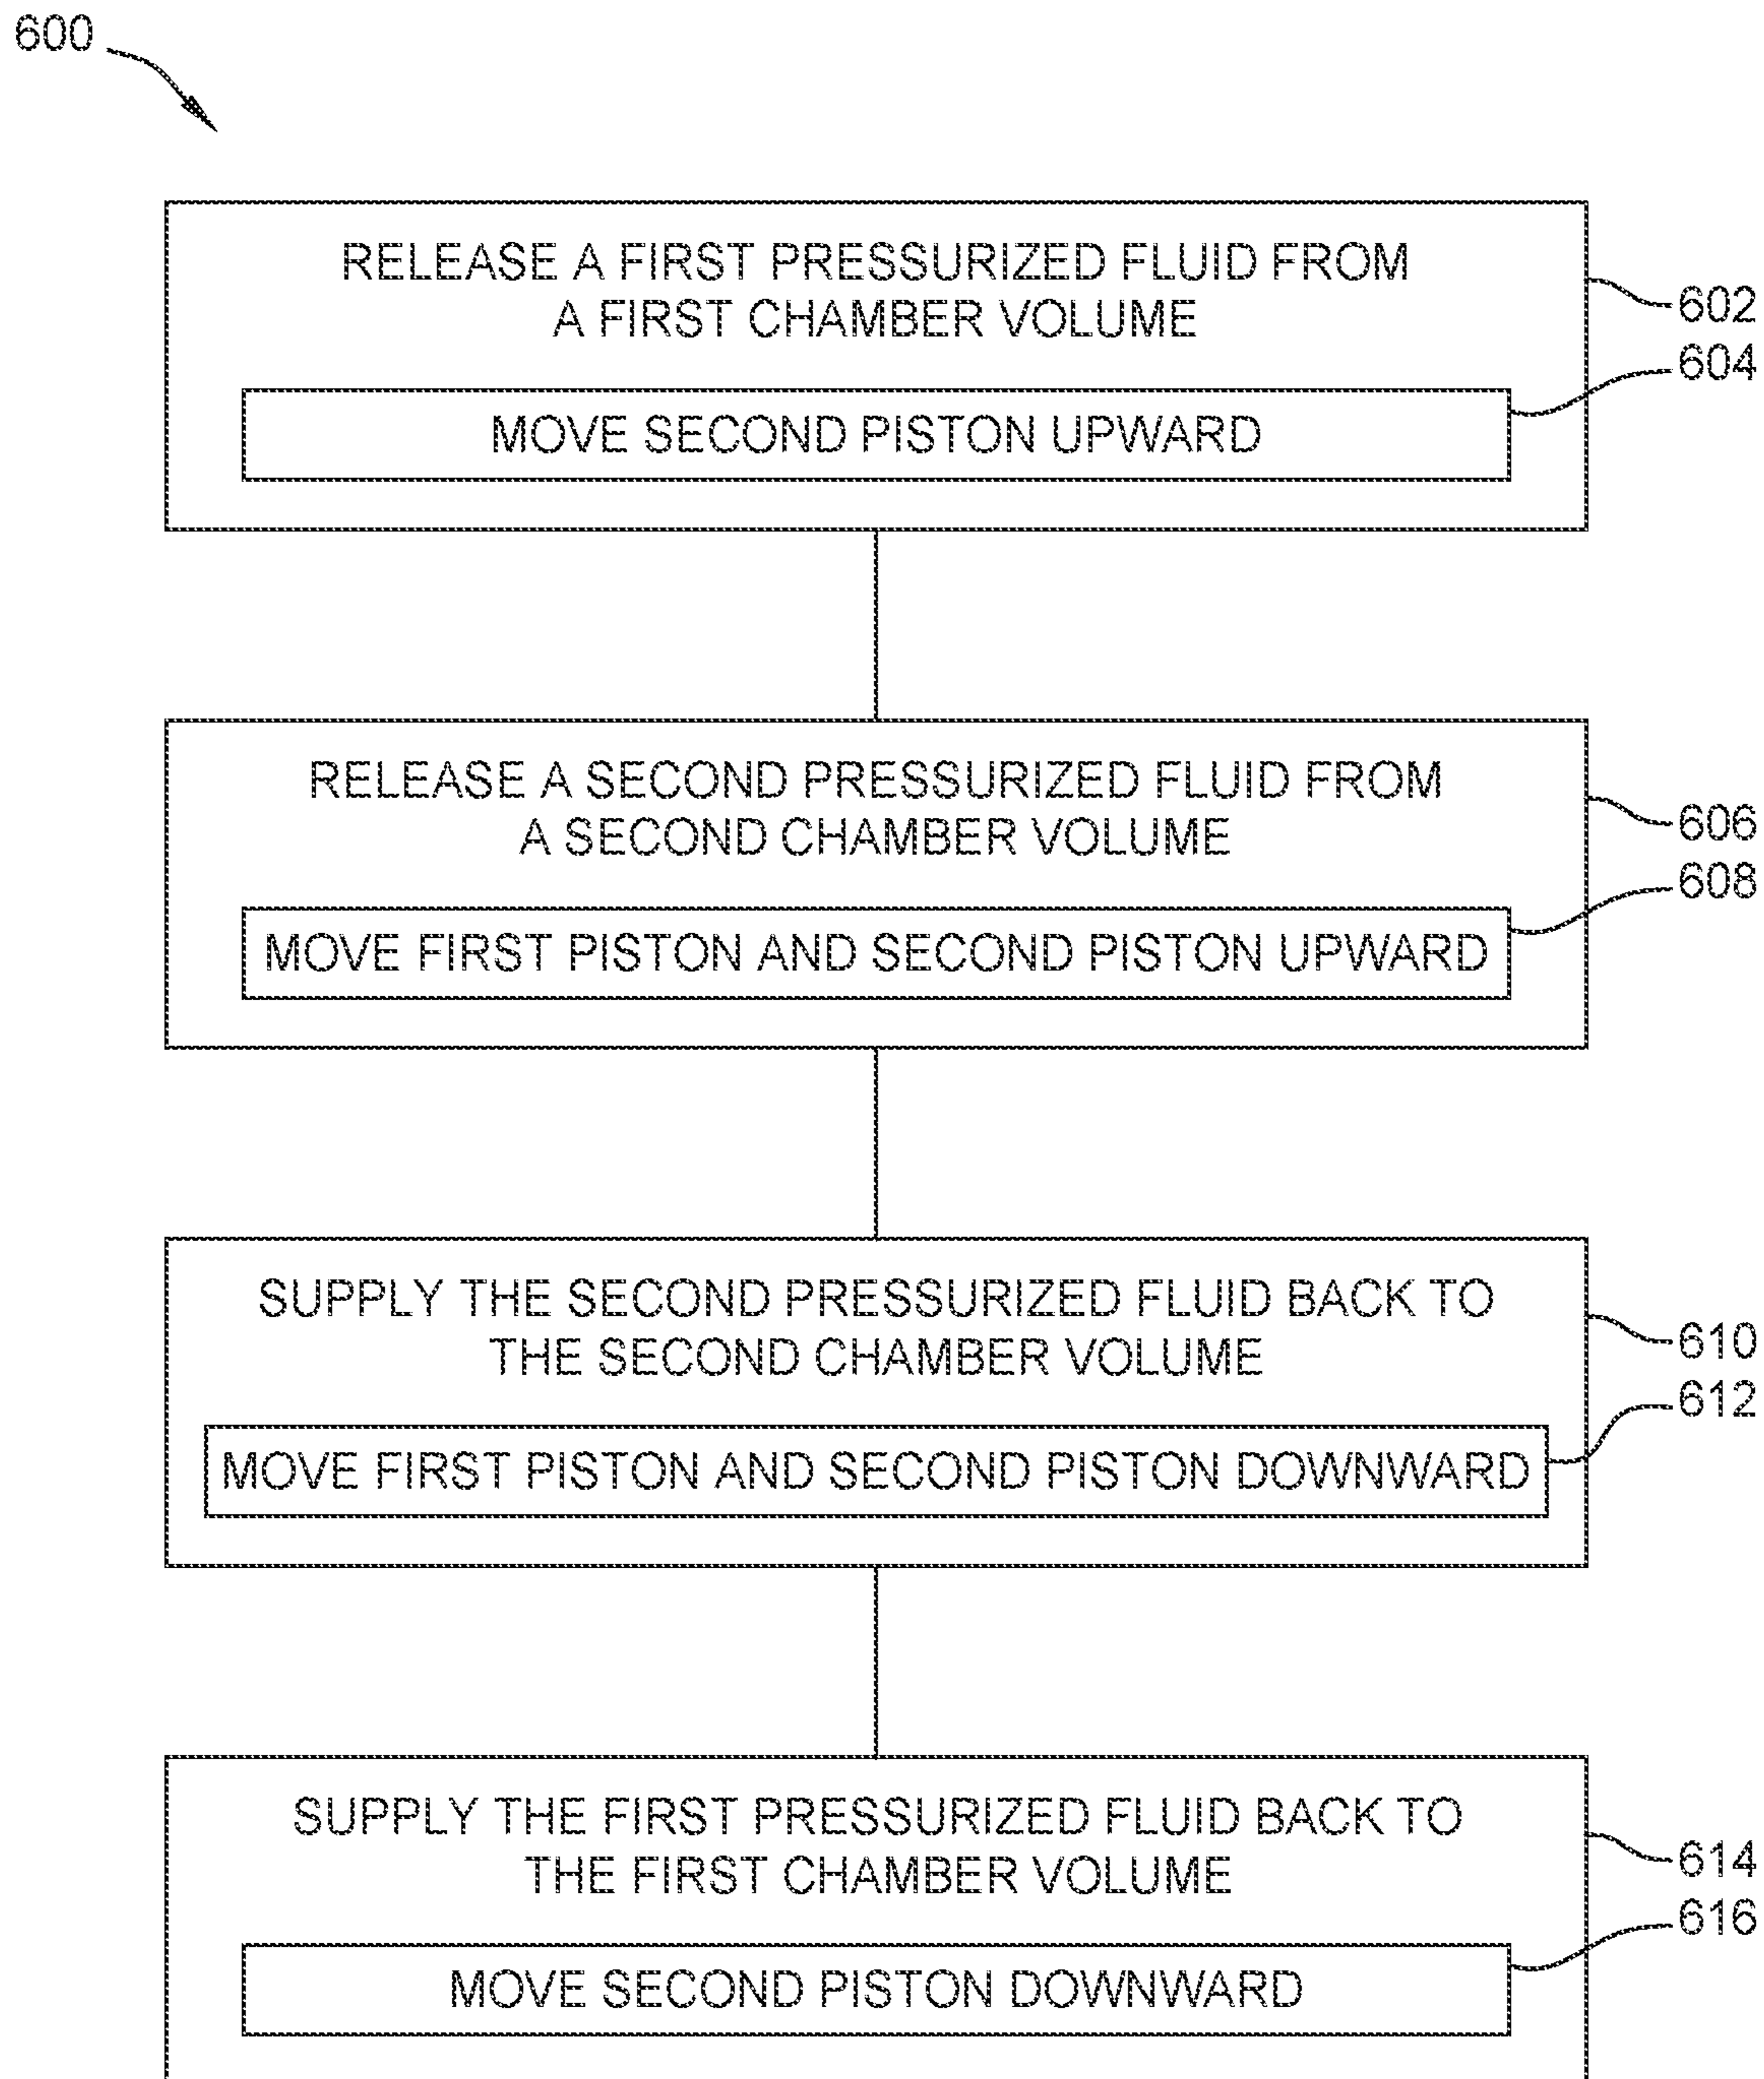 600
RELEASE A FIRST PRESSURIZED FLUID FROM
A FIRST CHAMBER VOLUME
602
604
MOVE SECOND PISTON UPWARD
RELEASE A SECOND PRESSURIZED FLUID FROM
A SECOND CHAMBER VOLUME
606
608
MOVE FIRST PISTON AND SECOND PISTON UPWARD
SUPPLY THE SECOND PRESSURIZED FLUID BACK TO
THE SECOND CHAMBER VOLUME
610
612
MOVE FIRST PISTON AND SECOND PISTON DOWNWARD
SUPPLY THE FIRST PRESSURIZED FLUID BACK TO
THE FIRST CHAMBER VOLUME
614
616
MOVE SECOND PISTON DOWNWARD